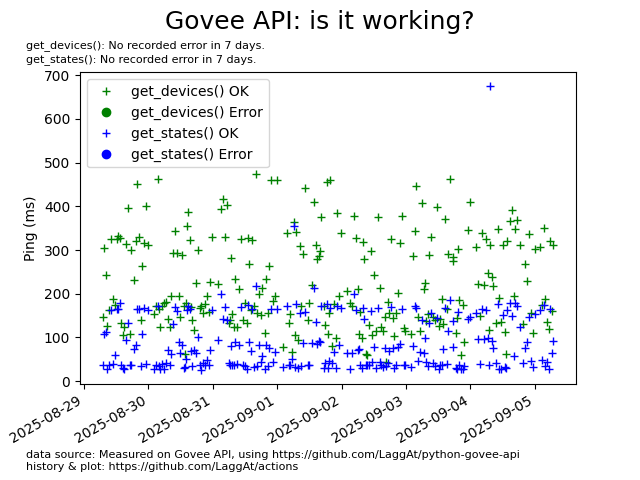 Govee API: is it working?
get_devices(): No recorded error in 7 days.
get_states(): No recorded error in 7 days.
700
600
500
400
300
200
100
0
Ping (ms)
get_devices() OK
get_devices() Error
get_states() OK
get_states() Error
2025-08-29
2025-08-30
2025-08-31
2025-09-01
2025-09-02
2025-09-03
2025-09-04
2025-09-05
data source: Measured on Govee API, using https://github.com/LaggAt/python-govee-api
history & plot: https://github.com/LaggAt/actions